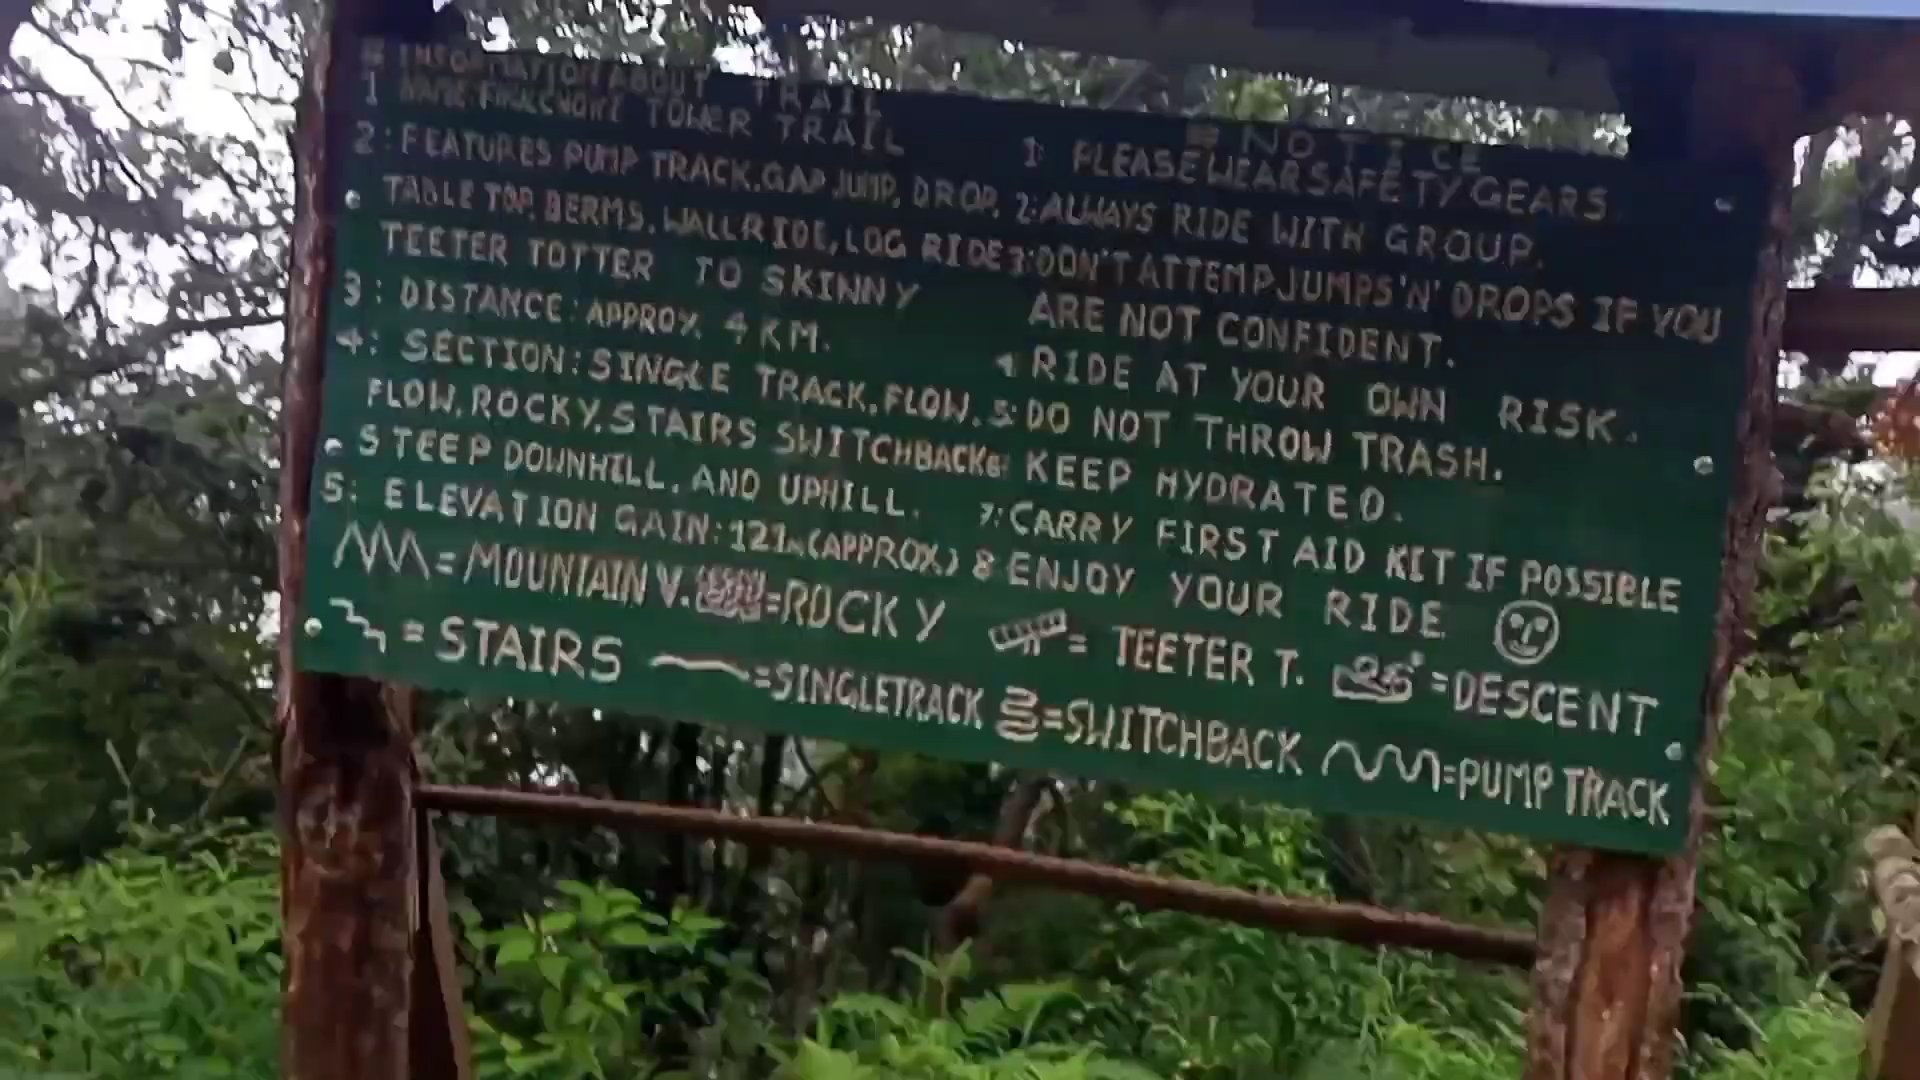 INFORMATION ABOUT TRAIL
1 NAME: TOWER TRAIL
2: FEATURES PUMP TRACK, GAP JUMP, DROP,
TABLE TOP, BERMS, WALLRIDE, LOG RIDE
TEETER TOTTER TO SKINNY
3: DISTANCE: APPROX. 4 KM.
4: SECTION: SINGLE TRACK, FLOW,
FLOW, ROCKY, STAIRS SWITCHBACK
STEEP DOWNHILL, AND UPHILL.
5: ELEVATION GAIN: 121m (APPROX)
NOTICE
1: PLEASE WEAR SAFETY GEARS
2: ALWAYS RIDE WITH GROUP.
3: DON'T ATTEMP JUMPS 'N' DROPS IF YOU
ARE NOT CONFIDENT.
4 RIDE AT YOUR OWN RISK.
5: DO NOT THROW TRASH.
6: KEEP HYDRATED.
7: CARRY FIRST AID KIT IF POSSIBLE
8 ENJOY YOUR RIDE
= MOUNTAIN V. =ROCKY = TEETER T. =DESCENT
= STAIRS =SINGLETRACK =SWITCHBACK =PUMP TRACK